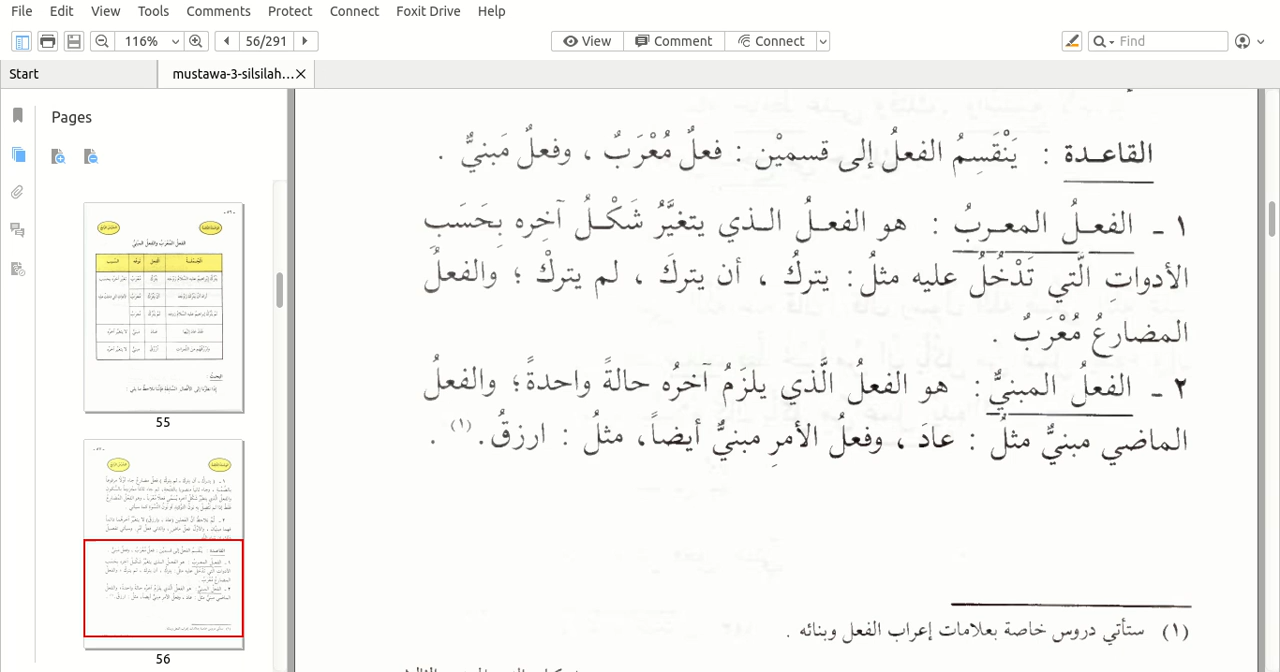 File Edit View Tools Comments Protect Connect Foxit Drive Help
116% 56/291 View Comment Connect Find
Start mustawa-3-silsilah...
Pages
القاعـدة : يَنْقَسِمُ الفعلُ إلى قسميْن : فعلٌ مُعْرَبٌ ، وفعلٌ مَبنيٌّ .
١ - الفعـلُ المعـربُ : هو الفعـلُ الـذي يتغيَّرُ شَكْـلُ آخِره بِحَسَبِ
الأدواتِ الَّتي تَدْخُلُ عليه مثلُ : يتركُ ، أن يتركَ ، لم يتركْ ؛ والفعلُ
المضارعُ مُعْرَبٌ .
٢ - الفعلُ المبنيُّ : هو الفعلُ الَّذي يلزَمُ آخرُه حالةً واحدةً ؛ والفعلُ
الماضي مبنيٌّ مثلُ : عادَ ، وفعلُ الأمرِ مبنيٌّ أيضاً ، مثلُ : ارزقُ . (١) .
(١) ستأتي دروس خاصة بعلامات إعراب الفعل وبنائه .
55
56